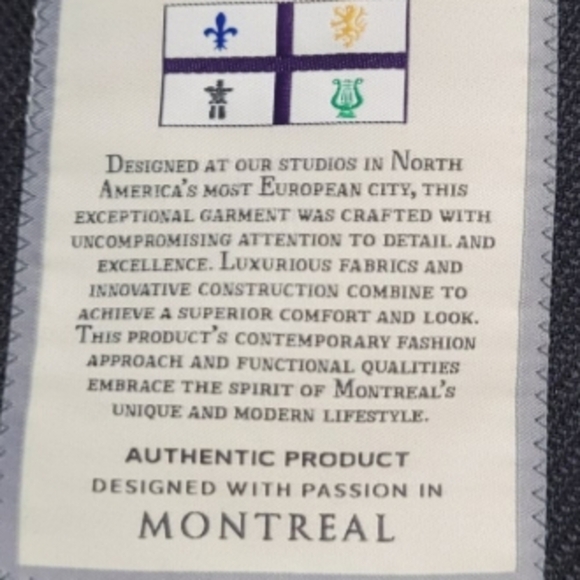 Designed at our studios in North
America's most European city, this
exceptional garment was crafted with
uncompromising attention to detail and
excellence. Luxurious fabrics and
innovative construction combine to
achieve a superior comfort and look.
This product's contemporary fashion
approach and functional qualities
embrace the spirit of Montreal's
unique and modern lifestyle.
AUTHENTIC PRODUCT
DESIGNED WITH PASSION IN
MONTREAL